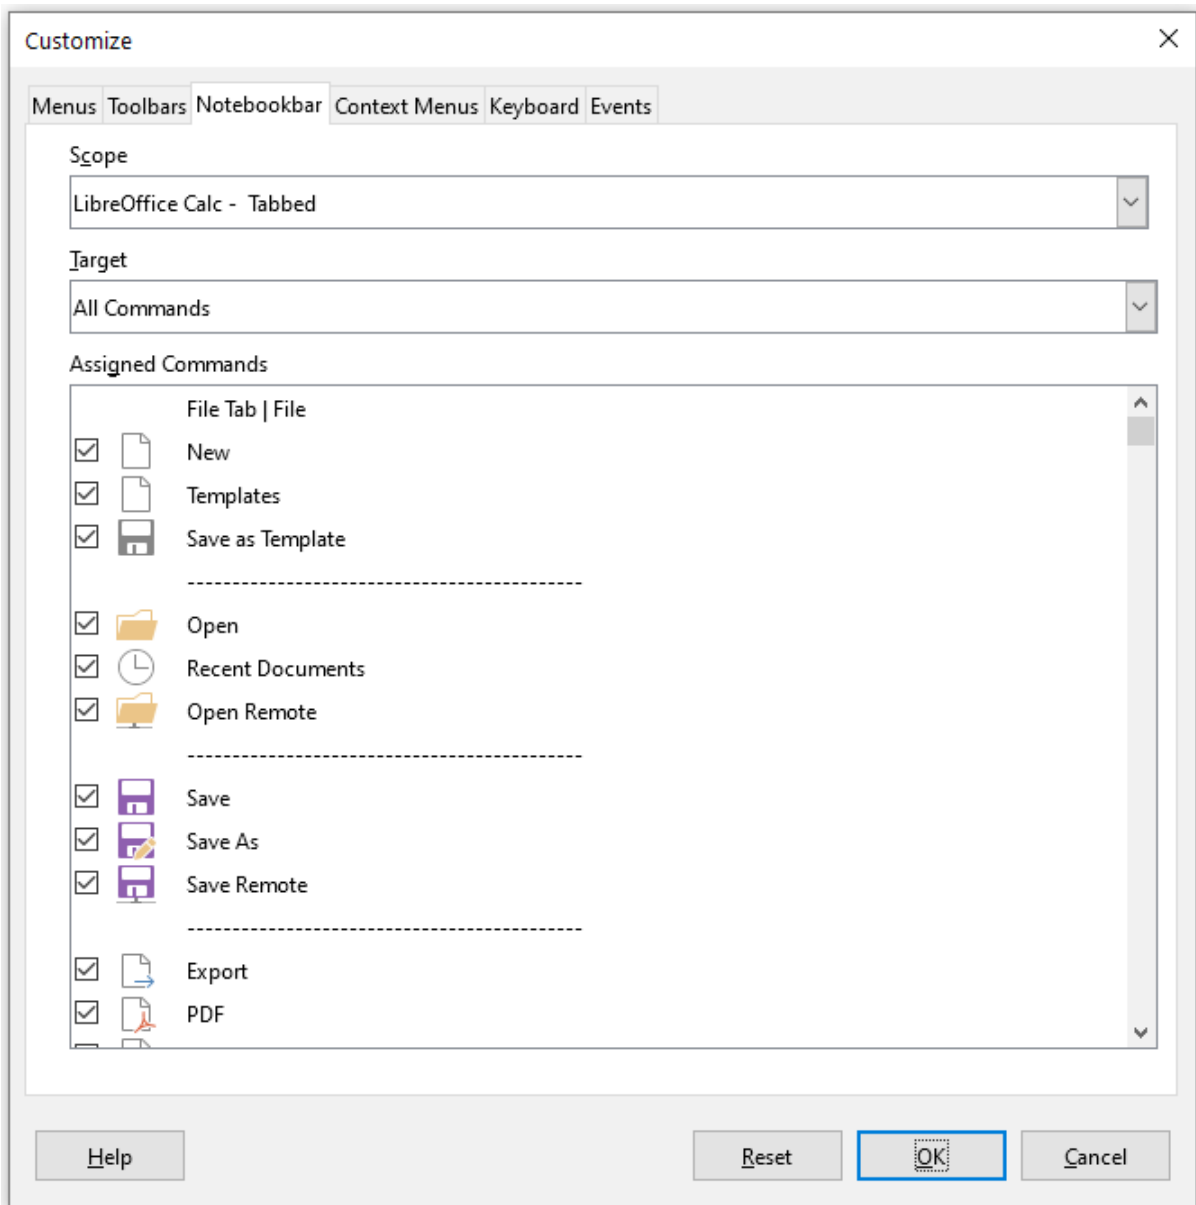 Customize
Menus Toolbars Notebookbar Context Menus Keyboard Events
Scope
LibreOffice Calc -  Tabbed
Target
All Commands
Assigned Commands
File Tab | File
New
Templates
Save as Template
--------------------------------------------
Open
Recent Documents
Open Remote
--------------------------------------------
Save
Save As
Save Remote
--------------------------------------------
Export
PDF
Help Reset OK Cancel